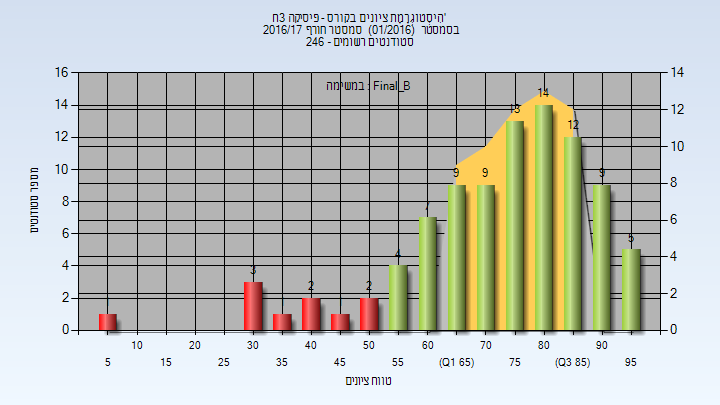 היסטוגרמת ציונים בקורס - פיסיקה 3ח'
בסמסטר (01/2016) סמסטר חורף 2016/17
סטודנטים רשומים - 246
במשימה : Final_B
16 14 12 10 8 6 4 2 0
מספר סטודנטים
14 12 10 8 6 4 2 0
3 2 2 4 7 9 9 13 14 12 9 5
10 20 30 40 50 60 70 80 90
5 15 25 35 45 55 (Q1 65) 75 (Q3 85) 95
טווח ציונים